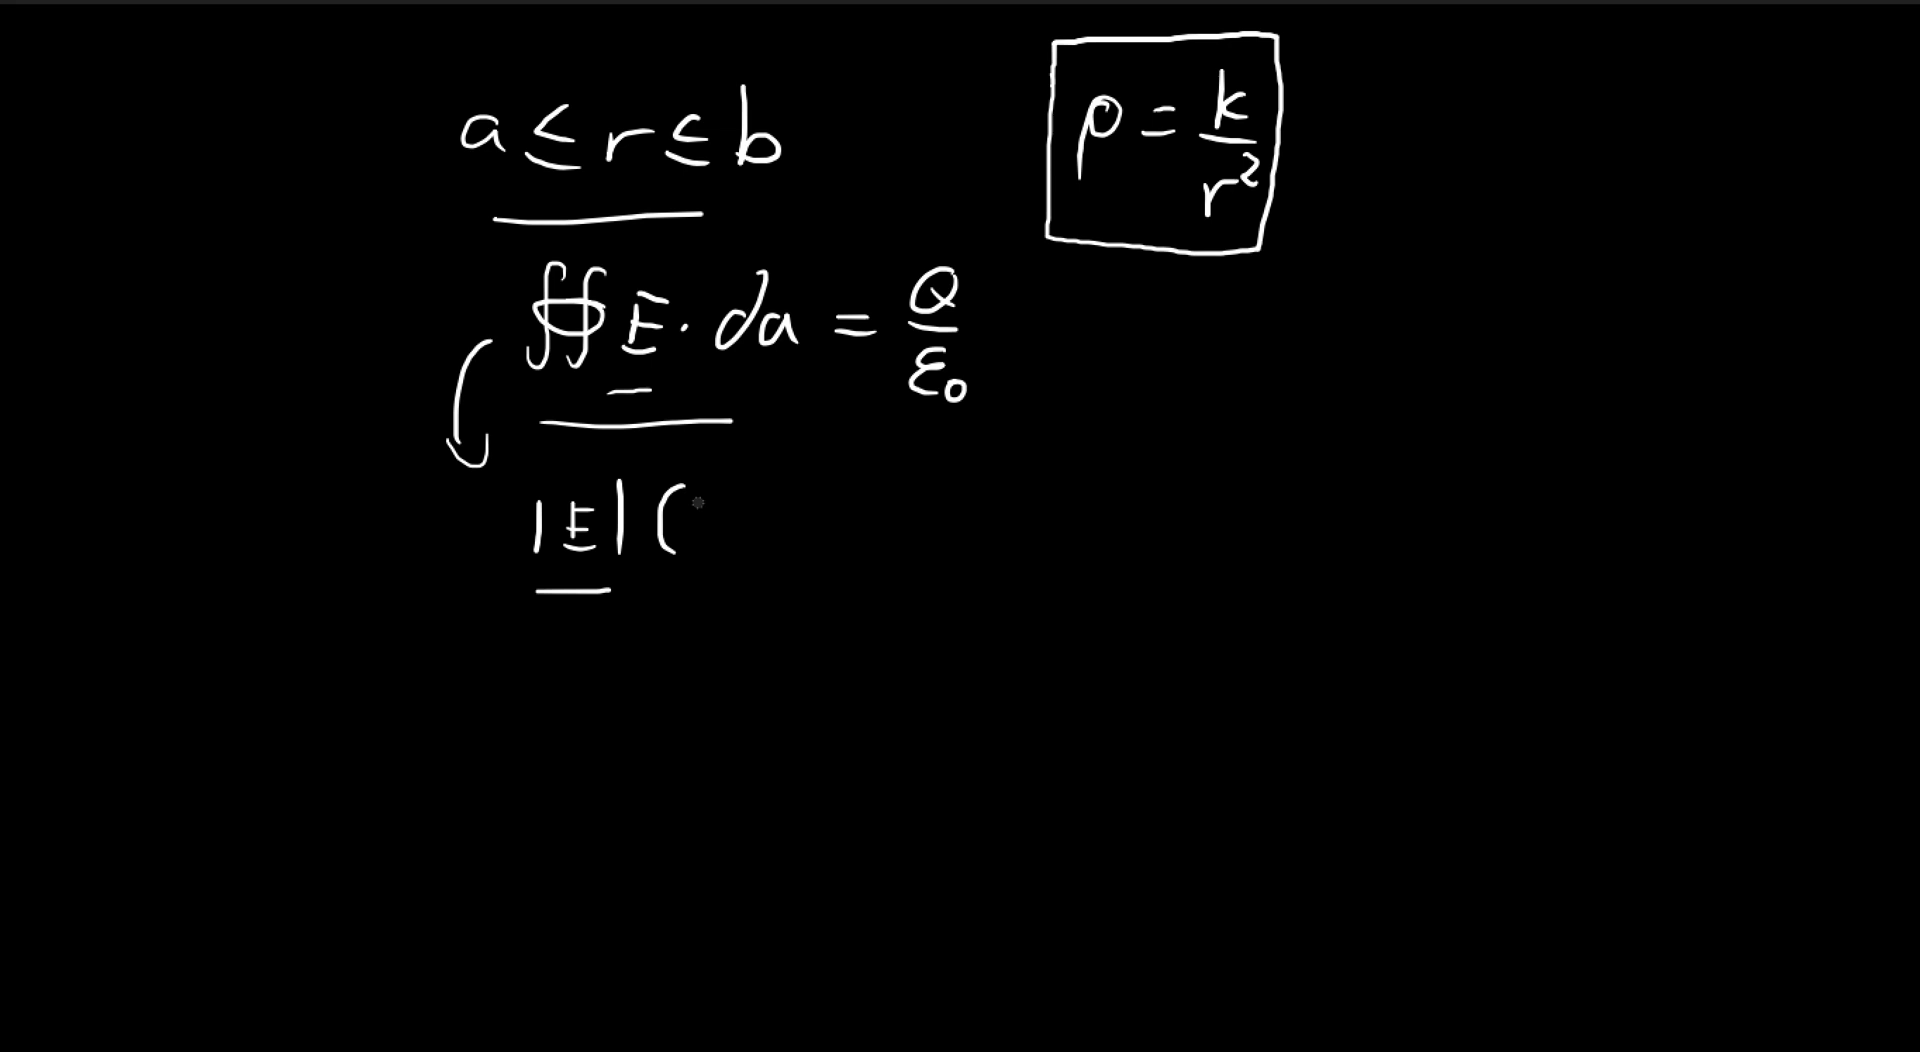 a ≤ r ≤ b
ρ = k/r²
∯ E · da = Q/ε₀
|E| (